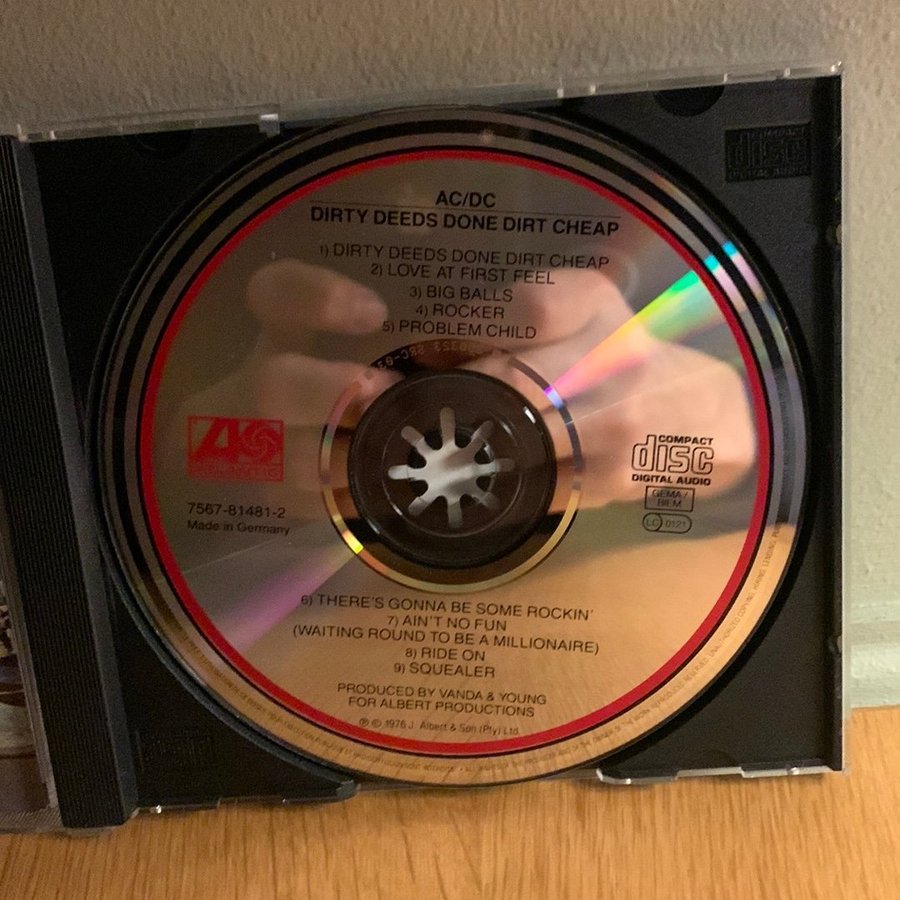 COMPACT
disc
DIGITAL AUDIO
AC/DC
DIRTY DEEDS DONE DIRT CHEAP
1) DIRTY DEEDS DONE DIRT CHEAP
2) LOVE AT FIRST FEEL
3) BIG BALLS
4) ROCKER
5) PROBLEM CHILD
ATLANTIC
7567-81481-2
Made in Germany
COMPACT
disc
DIGITAL AUDIO
GEMA/
BIEM
LC 0121
6) THERE'S GONNA BE SOME ROCKIN'
7) AIN'T NO FUN
(WAITING ROUND TO BE A MILLIONAIRE)
8) RIDE ON
9) SQUEALER
PRODUCED BY VANDA & YOUNG
FOR ALBERT PRODUCTIONS
℗ © 1976 J. Albert & Son (Pty) Ltd.